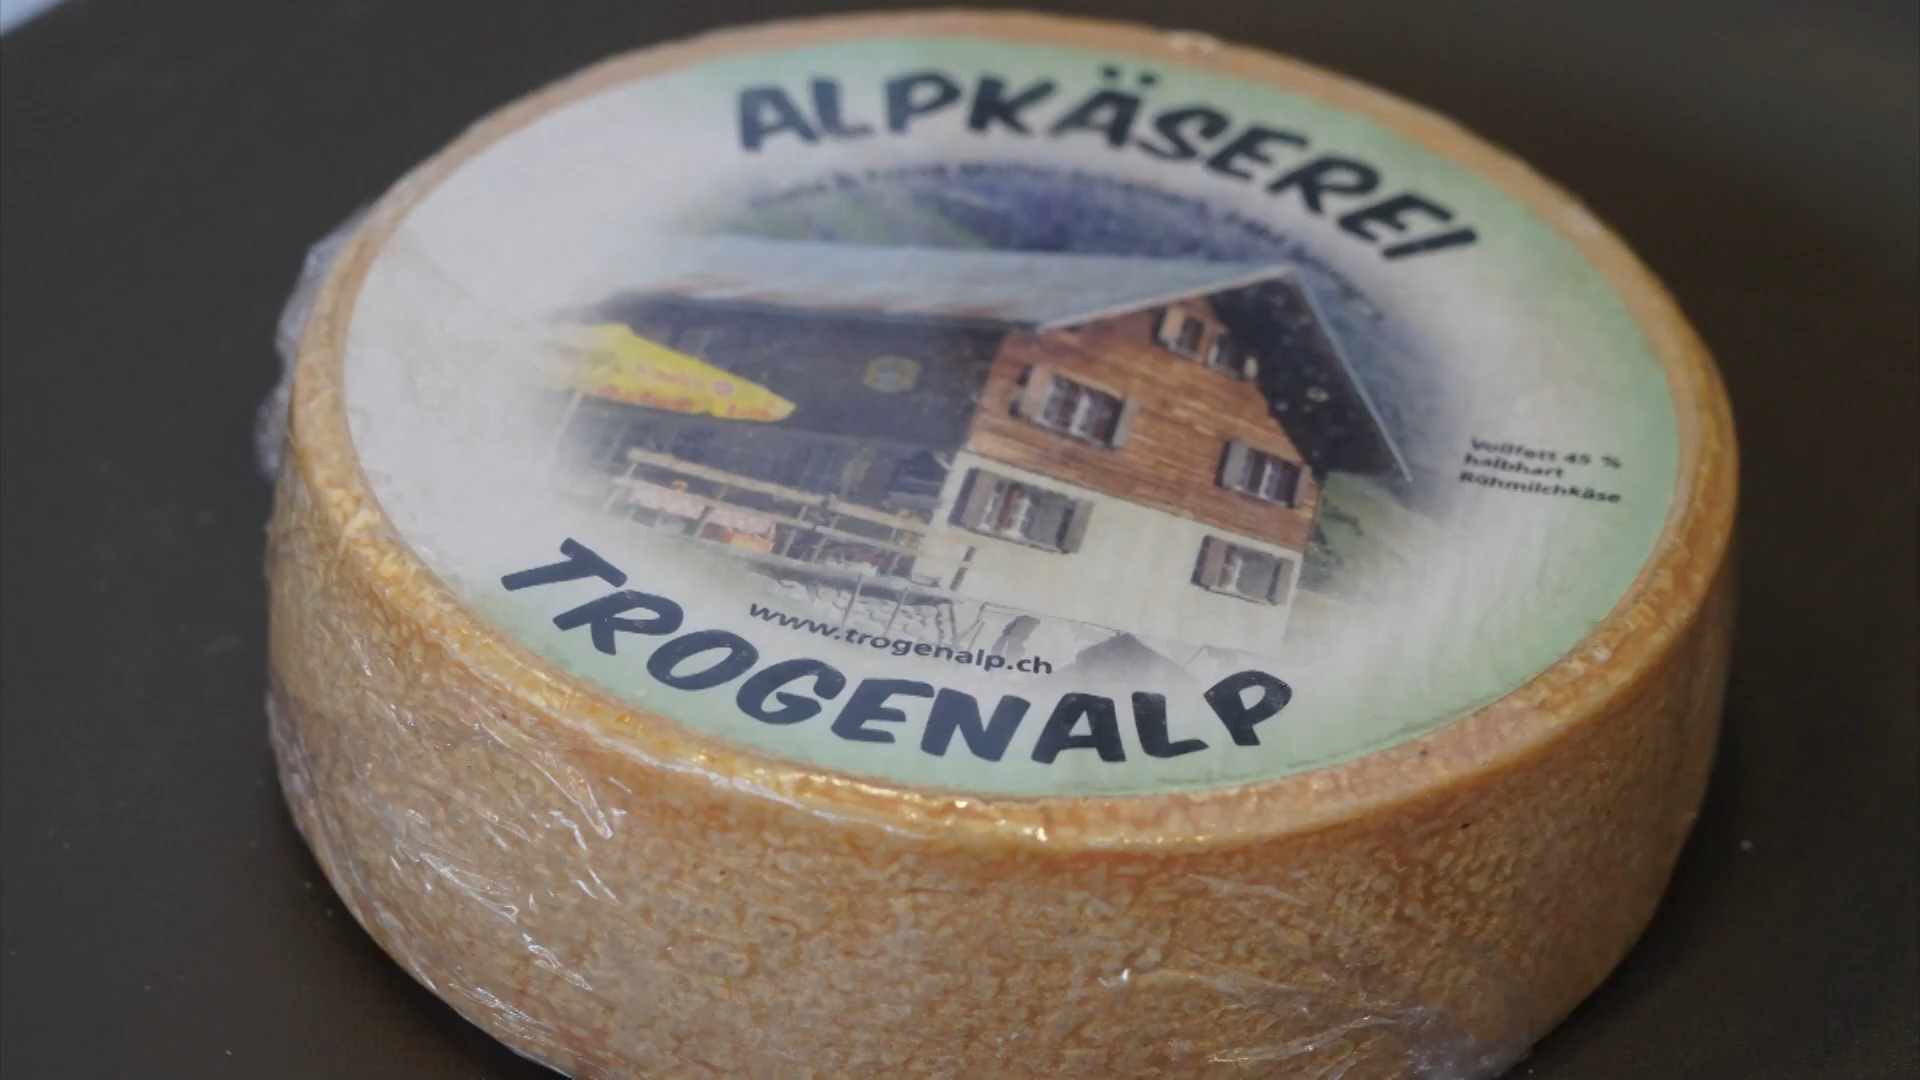 ALPKÄSEREI
Vollfett 45 %
halbhart
Rohmilchkäse
www.trogenalp.ch
TROGENALP